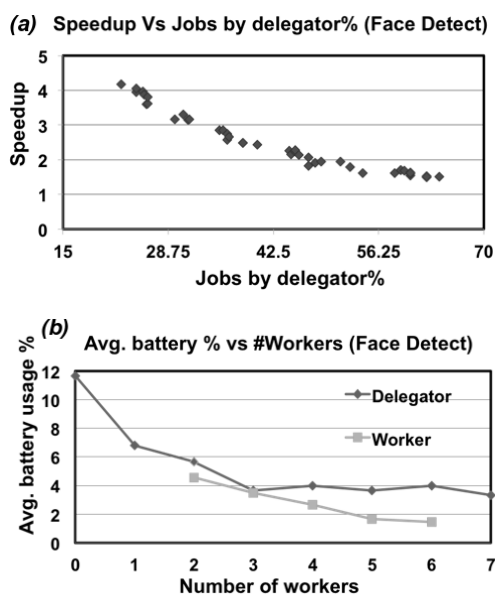 (a) Speedup Vs Jobs by delegator% (Face Detect)
5
4
3
2
1
0
Speedup
15 28.75 42.5 56.25 70
Jobs by delegator%
(b) Avg. battery % vs #Workers (Face Detect)
12
10
8
6
4
2
0
Avg. battery usage %
Delegator
Worker
0 1 2 3 4 5 6 7
Number of workers